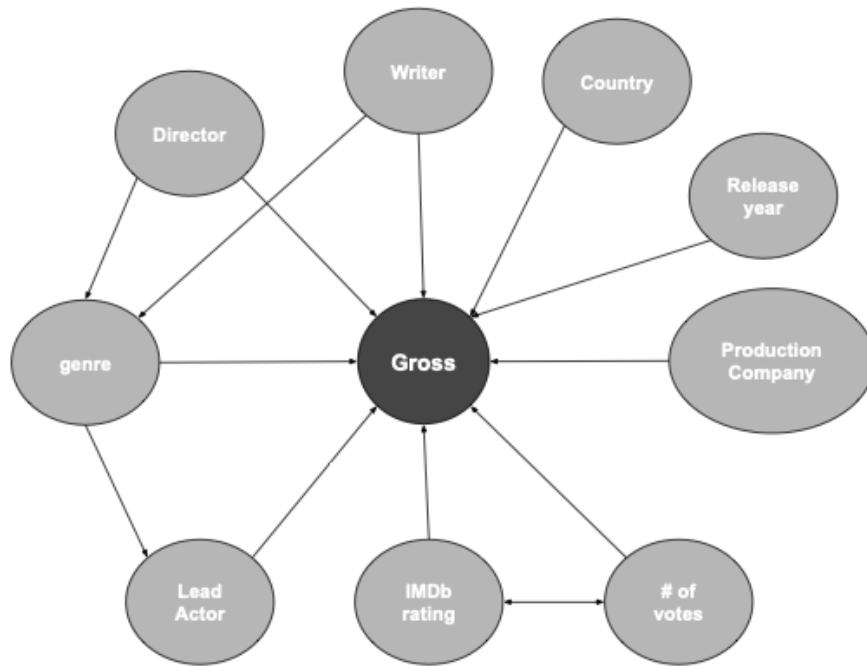 Writer
Country
Director
Release
year
genre
Gross
Production
Company
Lead
Actor
IMDb
rating
# of
votes